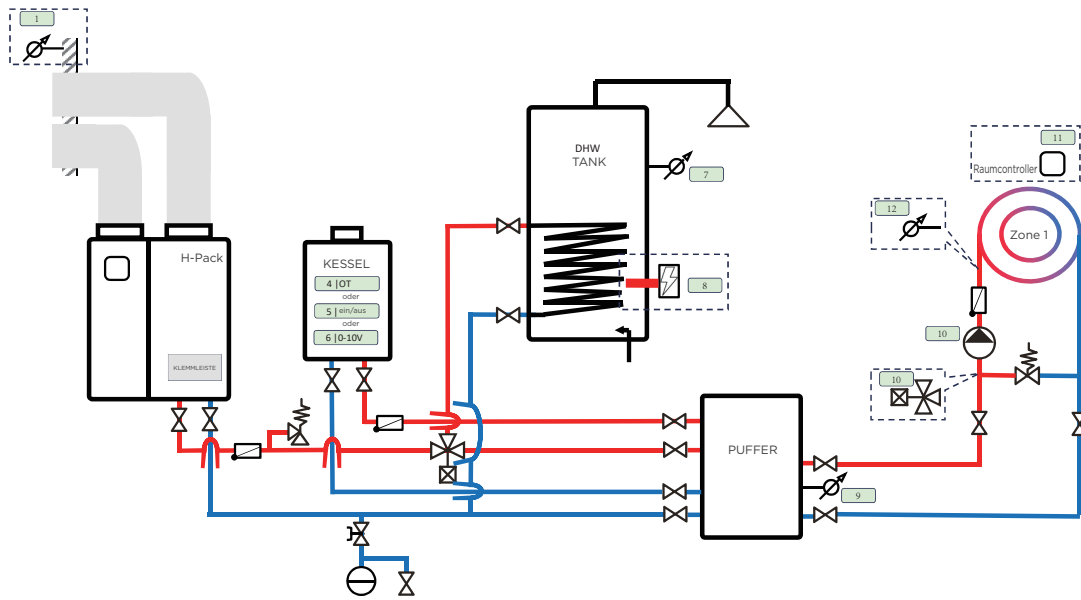 1
H-Pack
KLEMMLEISTE
KESSEL
4 |OT
oder
5 | ein/aus
oder
6 |0-10V
DHW
TANK
7
8
PUFFER
9
10
10
11
Raumcontroller
12
Zone 1